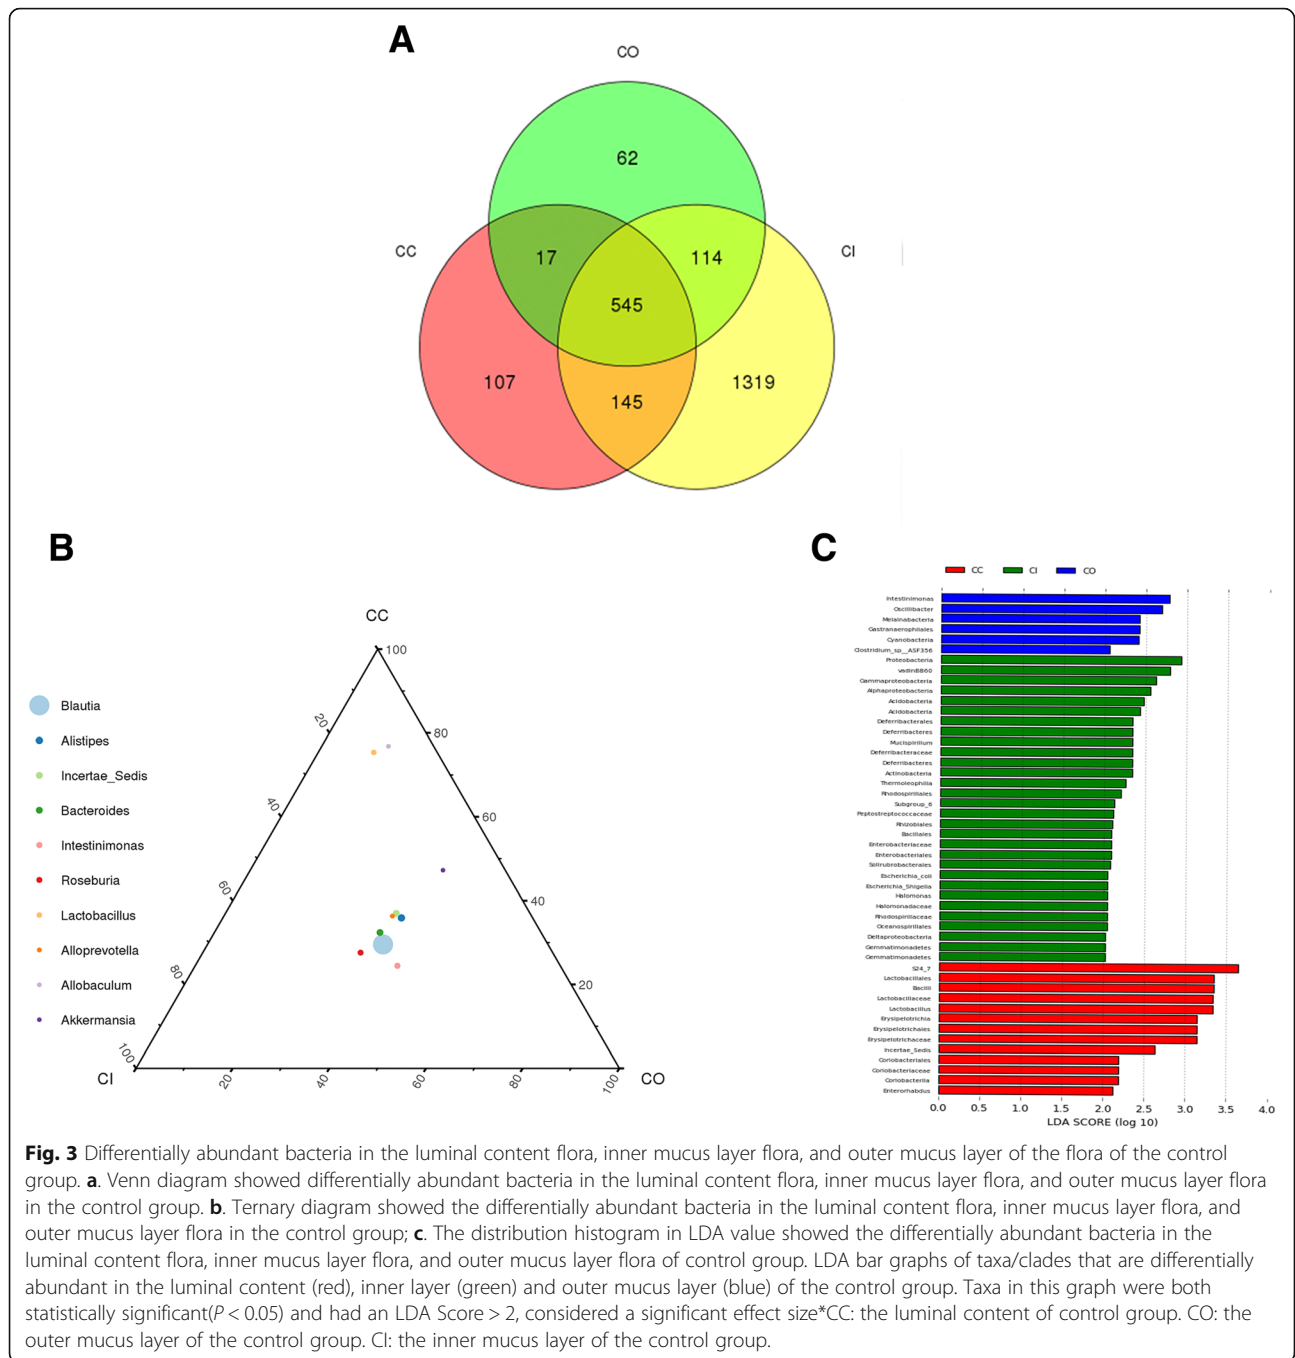 A
CO
62
CC
17
114
CI
545
107
145
1319
B
CC
100
80
60
40
20
20
40
60
80
100
CI
20
40
60
80
100
CO
Blautia
Alistipes
Incertae_Sedis
Bacteroides
Intestinimonas
Roseburia
Lactobacillus
Alloprevotella
Allobaculum
Akkermansia
C
CC CI CO
Intestinimonas
Oscillibacter
Melainabacteria
Gastranaerophilales
Cyanobacteria
Clostridium_sp__ASF356
Proteobacteria
vadinBB60
Gammaproteobacteria
Alphaproteobacteria
Acidobacteria
Acidobacteria
Deferribacterales
Deferribacteres
Mucispirillum
Deferribacteraceae
Deferribacteres
Actinobacteria
Thermoleophilia
Rhodospirillales
Subgroup_6
Peptostreptococcaceae
Rhizobiales
Bacillales
Enterobacteriaceae
Enterobacteriales
Solirubrobacterales
Escherichia_coli
Escherichia_Shigella
Halomonas
Halomonadaceae
Rhodospirillaceae
Oceanospirillales
Deltaproteobacteria
Gemmatimonadetes
Gemmatimonadetes
S24_7
Lactobacillales
Bacilli
Lactobacillaceae
Lactobacillus
Erysipelotrichia
Erysipelotrichales
Erysipelotrichaceae
Incertae_Sedis
Coriobacteriales
Coriobacteriaceae
Coriobacteriia
Enterorhabdus
0.0 0.5 1.0 1.5 2.0 2.5 3.0 3.5 4.0
LDA SCORE (log 10)
Fig. 3 Differentially abundant bacteria in the luminal content flora, inner mucus layer flora, and outer mucus layer of the flora of the control
group. a. Venn diagram showed differentially abundant bacteria in the luminal content flora, inner mucus layer flora, and outer mucus layer flora
in the control group. b. Ternary diagram showed the differentially abundant bacteria in the luminal content flora, inner mucus layer flora, and
outer mucus layer flora in the control group; c. The distribution histogram in LDA value showed the differentially abundant bacteria in the
luminal content flora, inner mucus layer flora, and outer mucus layer flora of control group. LDA bar graphs of taxa/clades that are differentially
abundant in the luminal content (red), inner layer (green) and outer mucus layer (blue) of the control group. Taxa in this graph were both
statistically significant(P < 0.05) and had an LDA Score > 2, considered a significant effect size*CC: the luminal content of control group. CO: the
outer mucus layer of the control group. CI: the inner mucus layer of the control group.